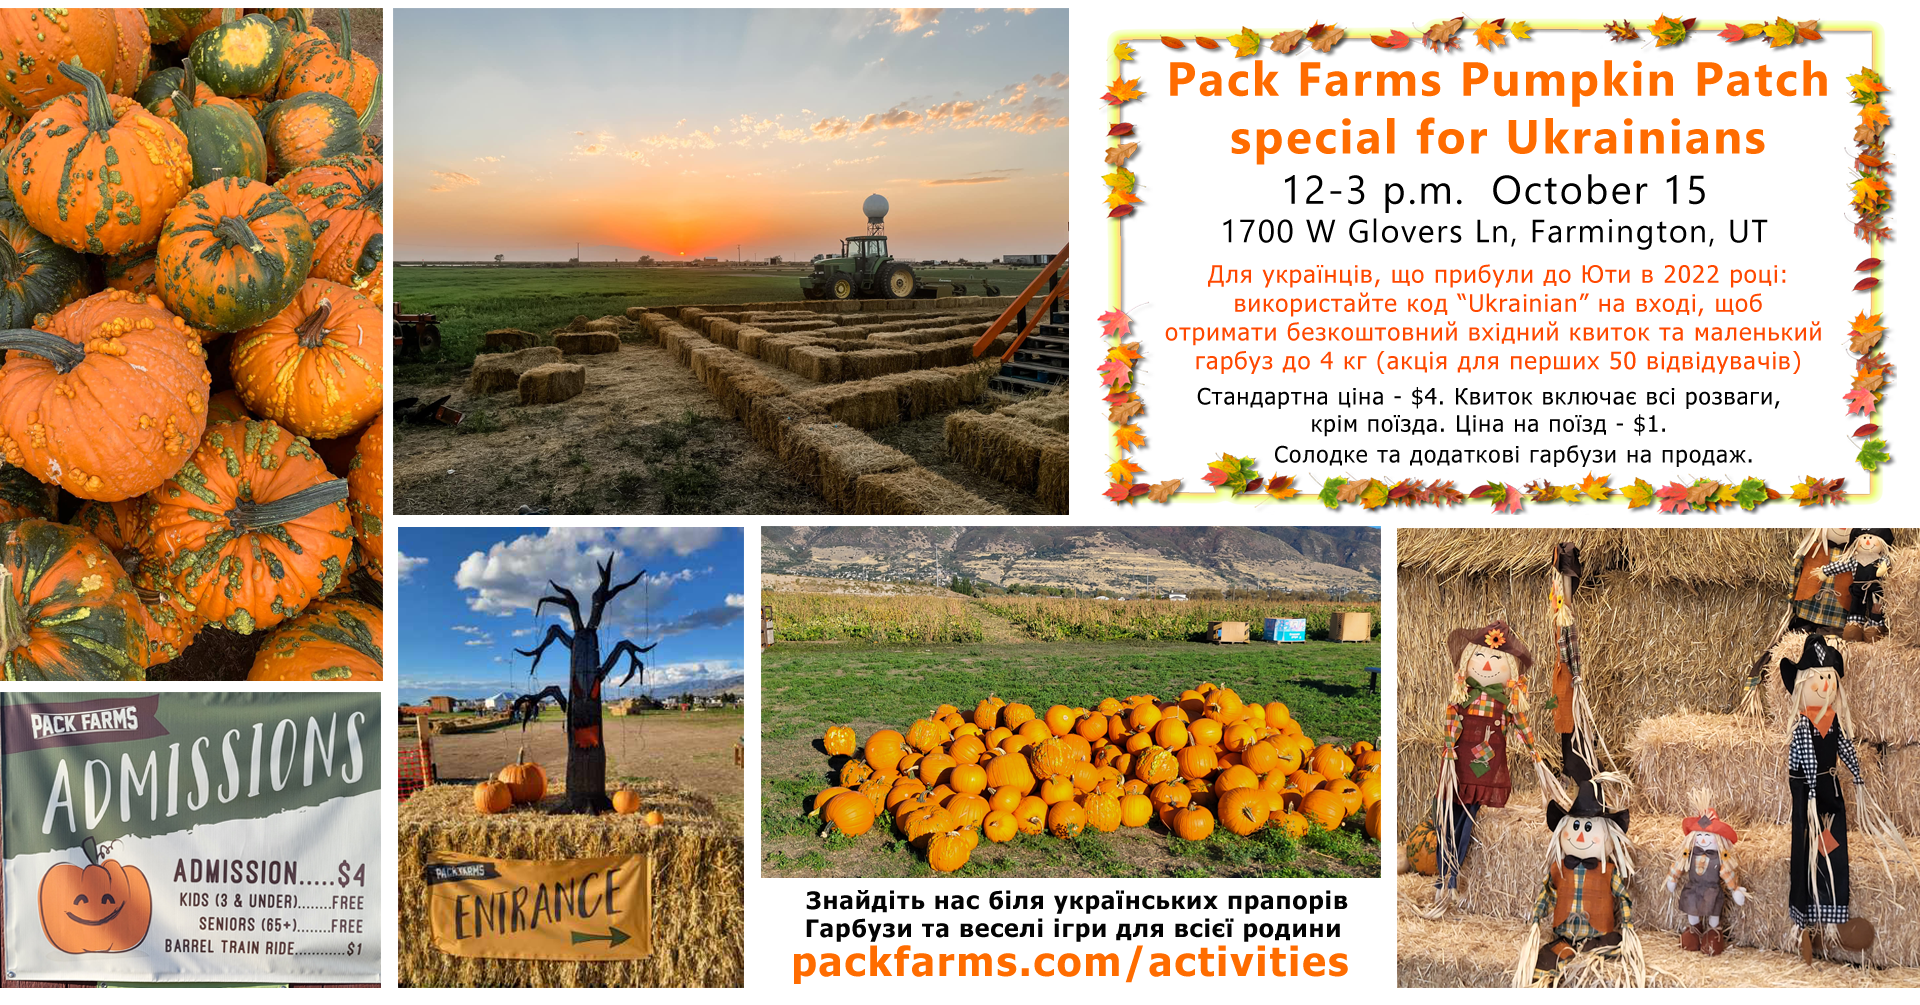 Pack Farms Pumpkin Patch
special for Ukrainians
12-3 p.m. October 15
1700 W Glovers Ln, Farmington, UT
Для українців, що прибули до Юти в 2022 році:
використайте код “Ukrainian” на вході, щоб
отримати безкоштовний вхідний квиток та маленький
гарбуз до 4 кг (акція для перших 50 відвідувачів)
Стандартна ціна - $4. Квиток включає всі розваги,
крім поїзда. Ціна на поїзд - $1.
Солодке та додаткові гарбузи на продаж.
PACK FARMS
ADMISSIONS
ADMISSION.....$4
KIDS (3 & UNDER)........FREE
SENIORS (65+)........FREE
BARREL TRAIN RIDE............$1
PACK FARMS
ENTRANCE
Знайдіть нас біля українських прапорів
Гарбузи та веселі ігри для всієї родини
packfarms.com/activities